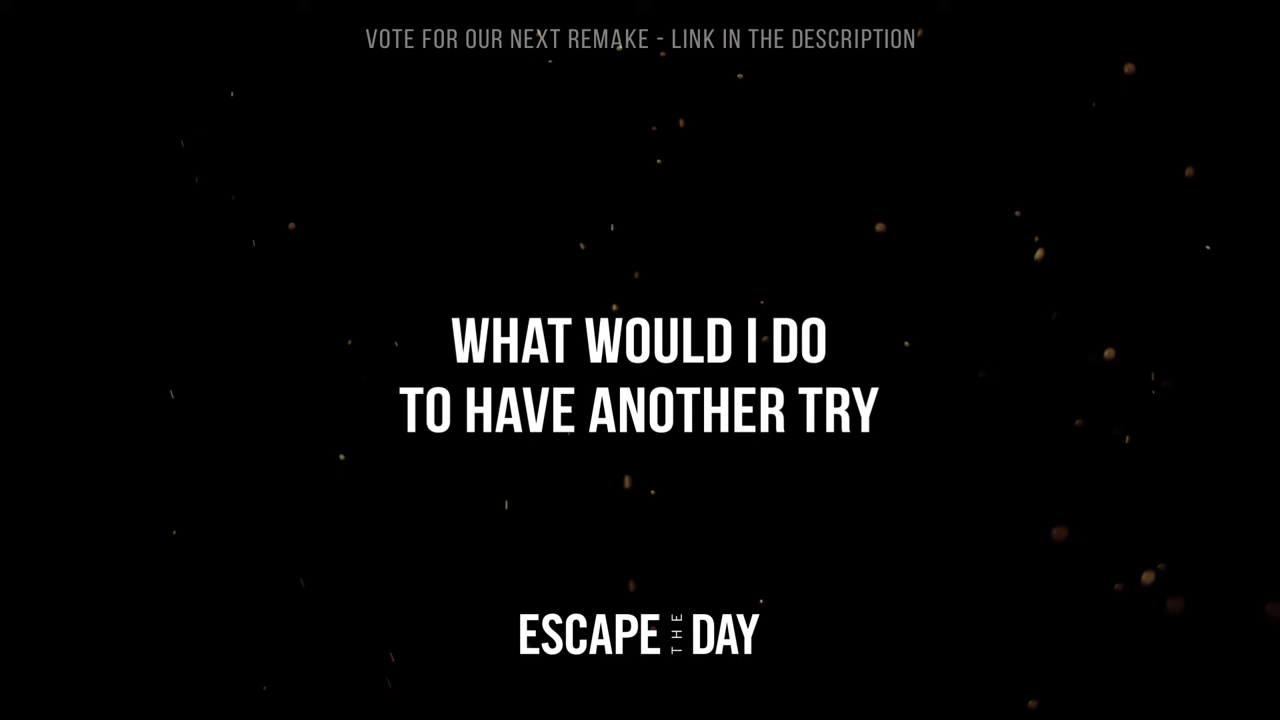 VOTE FOR OUR NEXT REMAKE - LINK IN THE DESCRIPTION
WHAT WOULD I DO
TO HAVE ANOTHER TRY
ESCAPE THE DAY